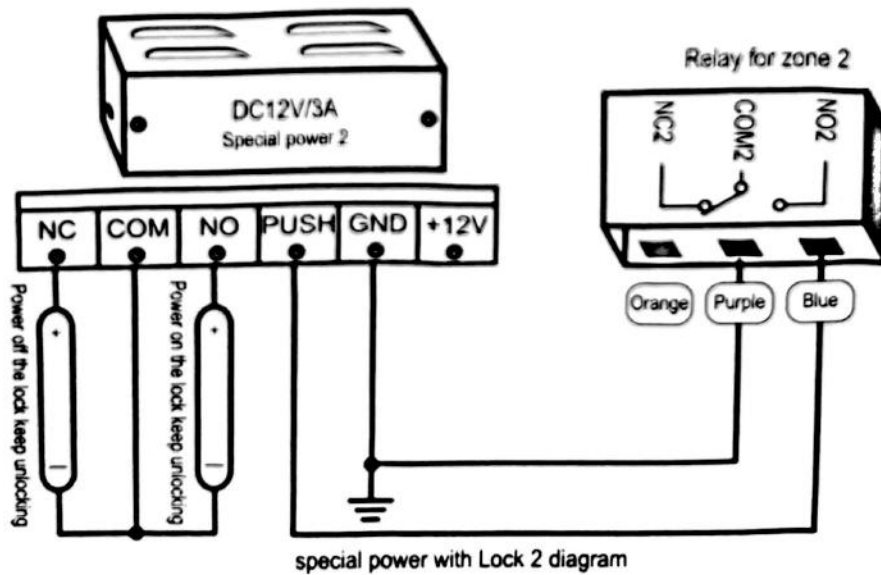 DC12V/3A
Special power 2
Relay for zone 2
NC2
COM2
NO2
NC
COM
NO
PUSH
GND
+12V
Orange
Purple
Blue
Power off the lock keep unlocking
+
—
Power on the lock keep unlocking
+
—
special power with Lock 2 diagram